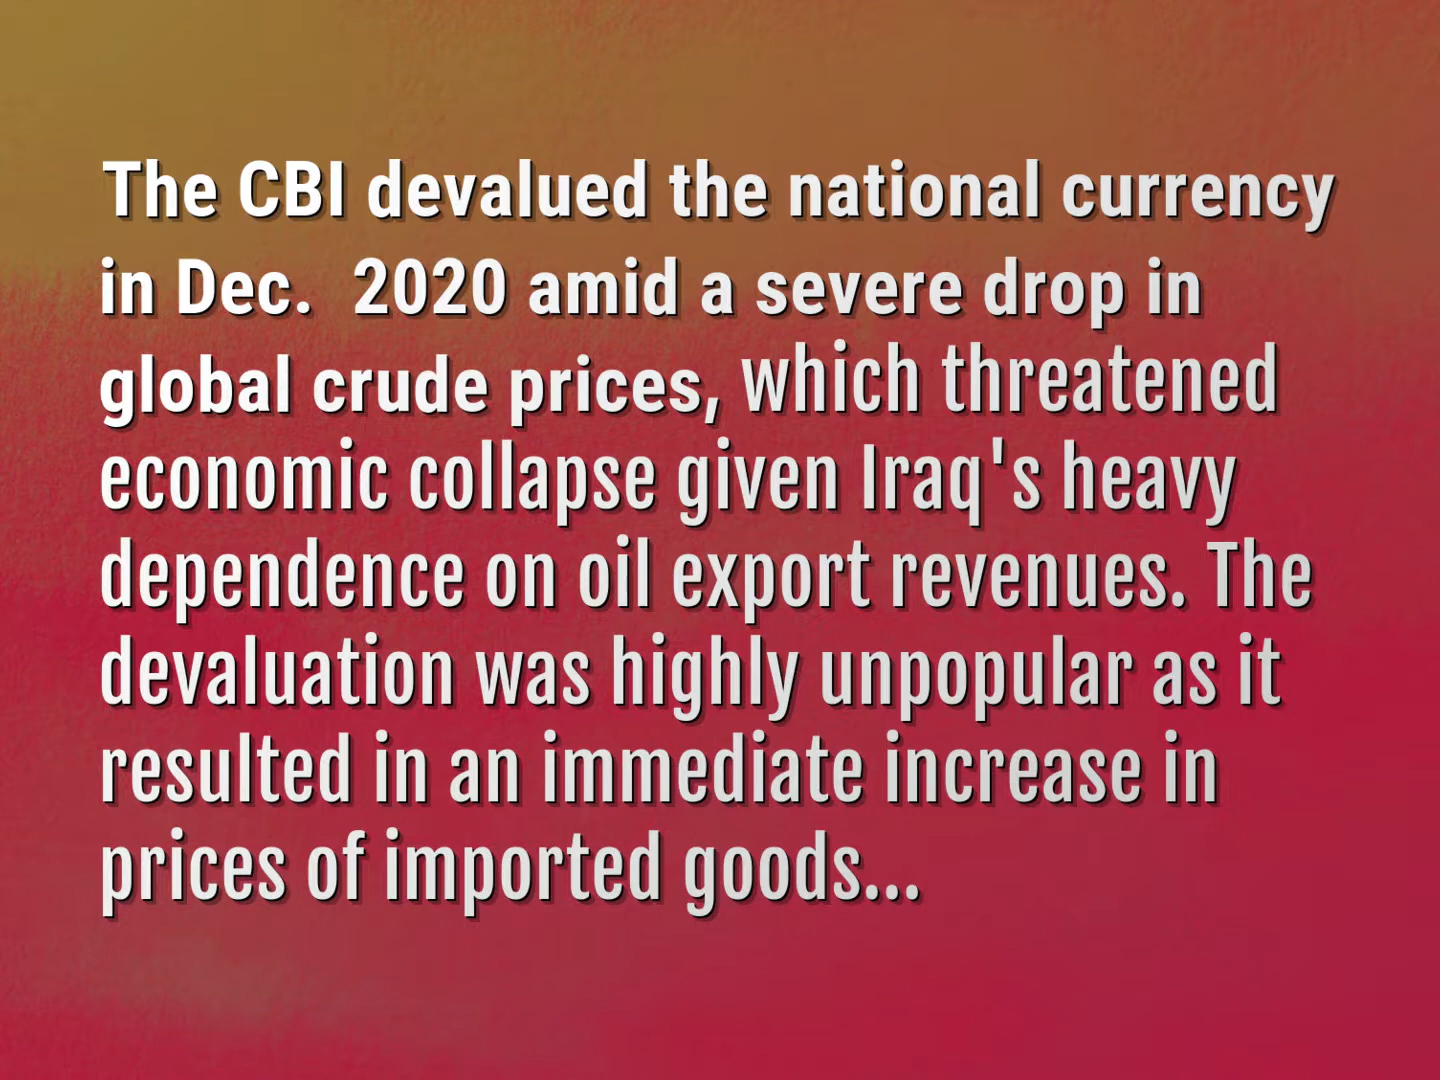 The CBI devalued the national currency
in Dec.  2020 amid a severe drop in
global crude prices, which threatened
economic collapse given Iraq's heavy
dependence on oil export revenues. The
devaluation was highly unpopular as it
resulted in an immediate increase in
prices of imported goods...